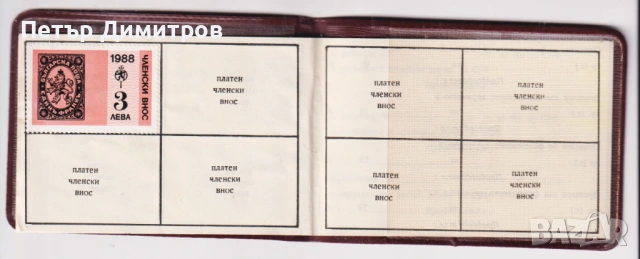 Петър Димитров
1988
3
ЛЕВА
ЧЛЕНСКИ ВНОС
платен
членски
внос
платен
членски
внос
платен
членски
внос
платен
членски
внос
платен
членски
внос
платен
членски
внос
платен
членски
внос
BAZAR